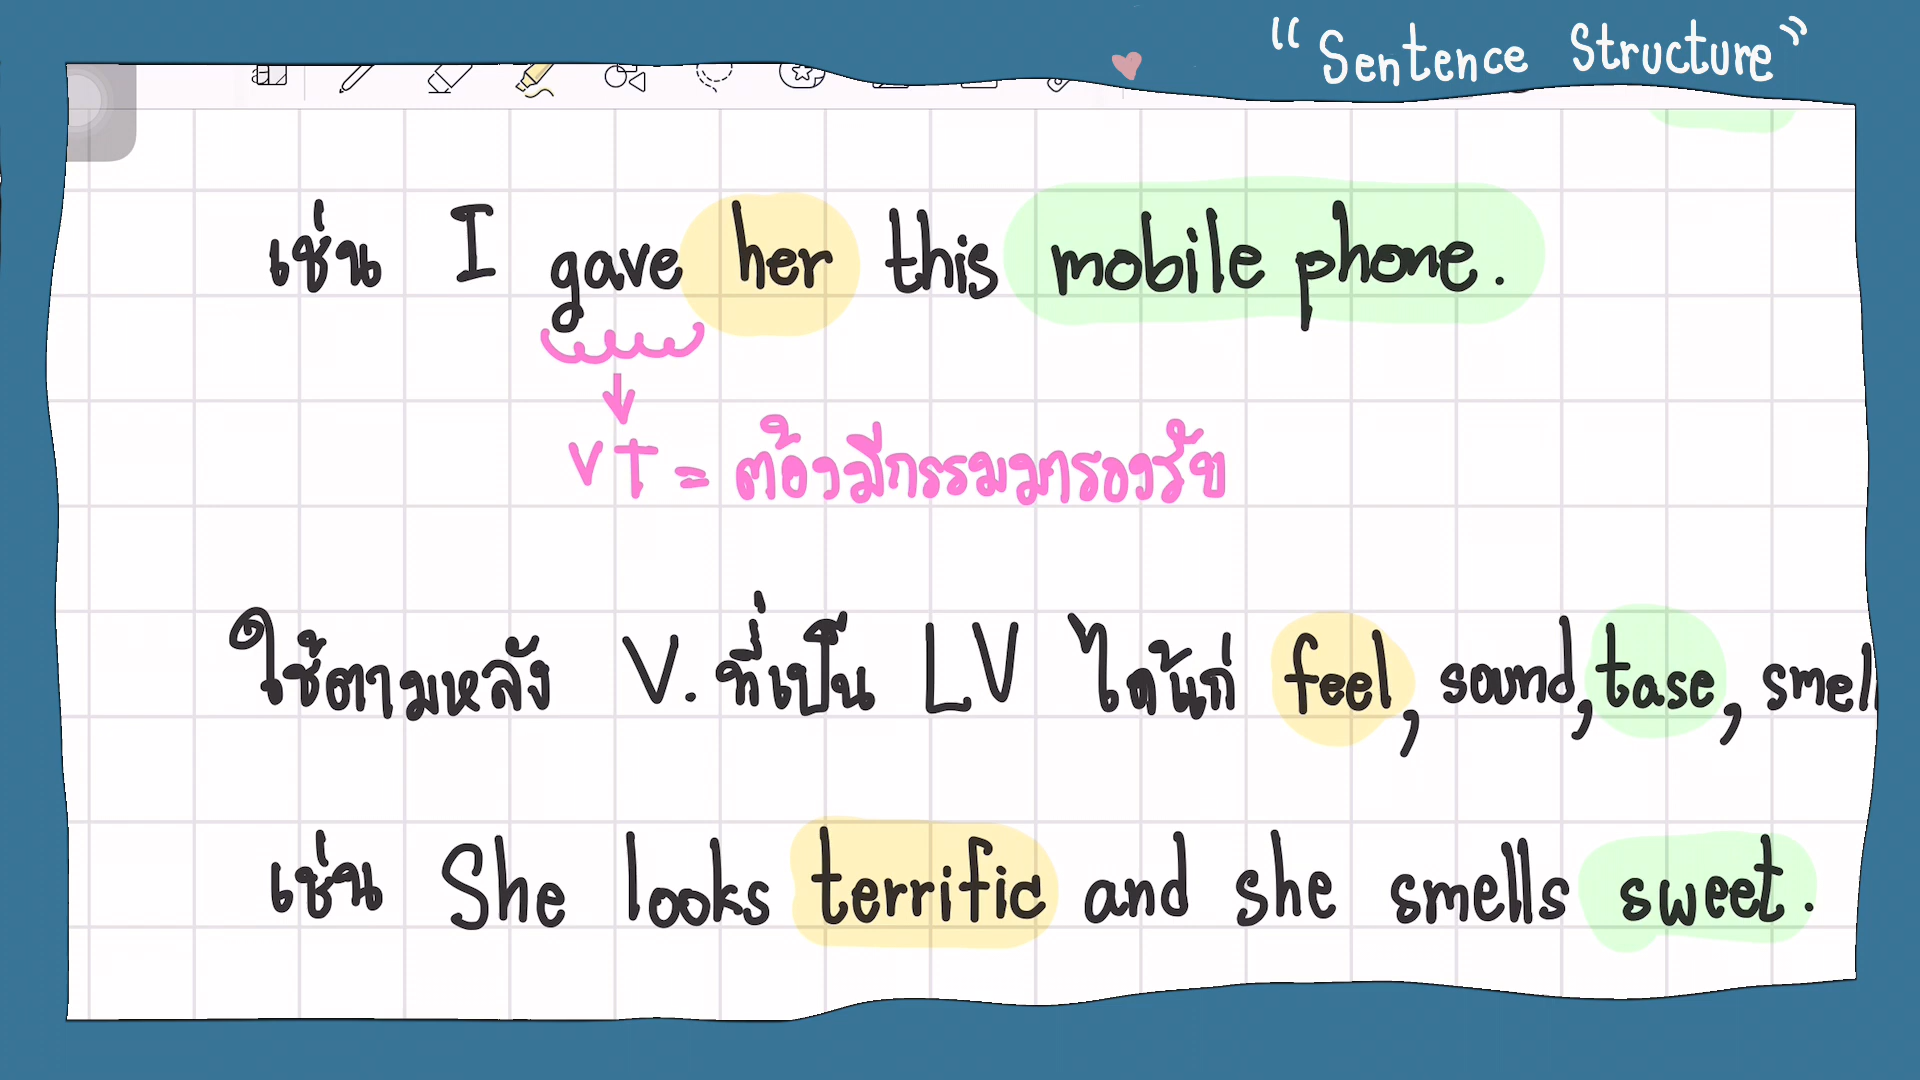 “Sentence Structure”
เช่น I gave her this mobile phone.
VT = ต้องมีกรรมมารองรับ
ใช้ตามหลัง V. ที่เป็น LV ได้แก่ feel, sound, tase, smell
เช่น She looks terrific and she smells sweet.